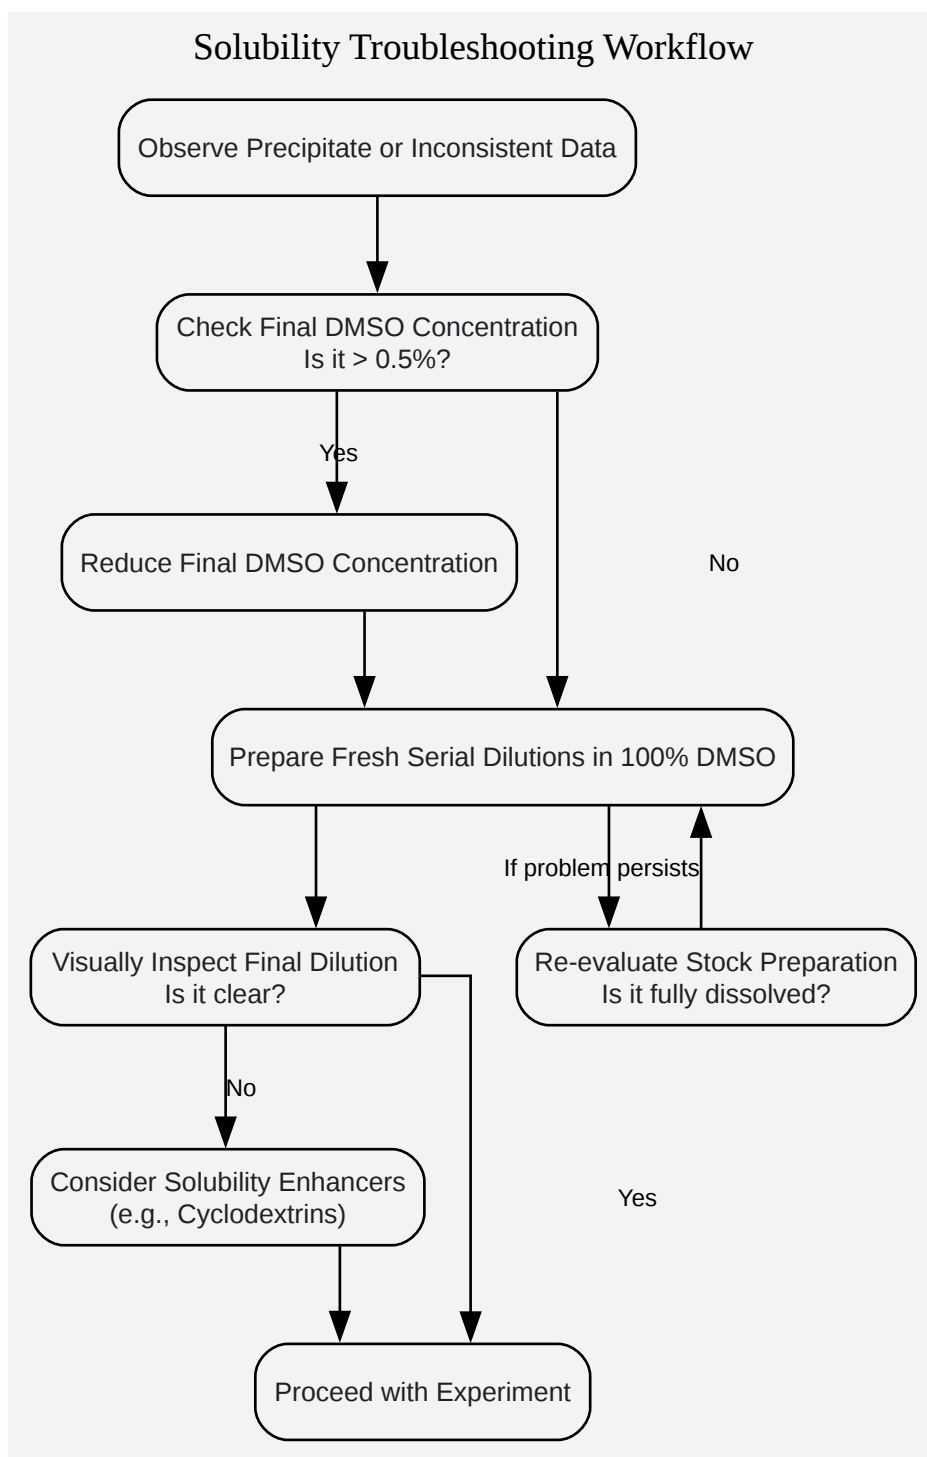 Solubility Troubleshooting Workflow
Observe Precipitate or Inconsistent Data
Check Final DMSO Concentration
Is it > 0.5%?
Yes
Reduce Final DMSO Concentration
No
Prepare Fresh Serial Dilutions in 100% DMSO
If problem persists
Visually Inspect Final Dilution
Is it clear?
Re-evaluate Stock Preparation
Is it fully dissolved?
No
Consider Solubility Enhancers
(e.g., Cyclodextrins)
Yes
Proceed with Experiment